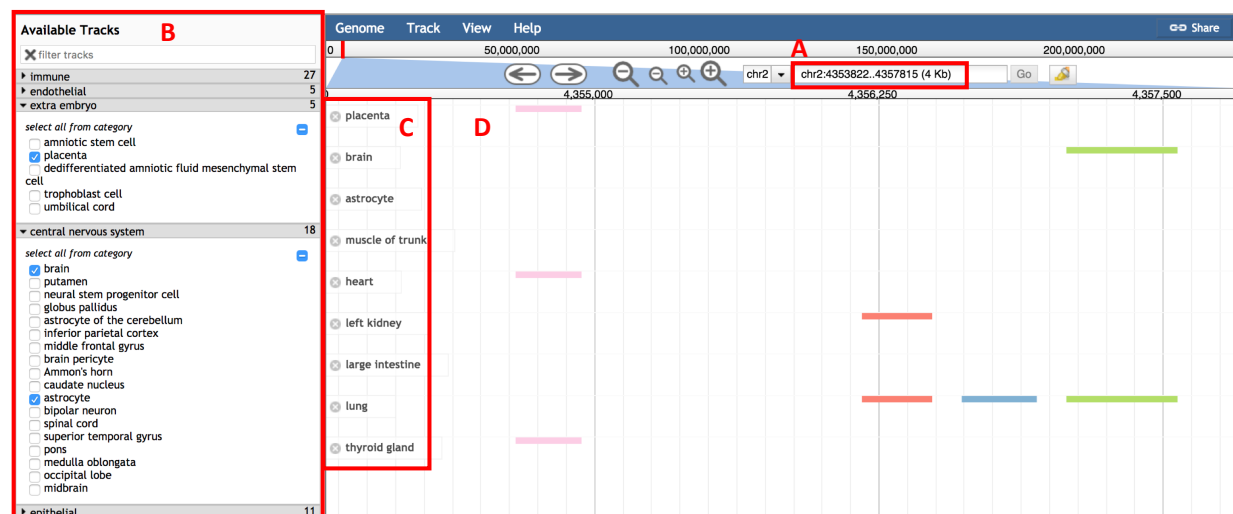 Available Tracks
B
filter tracks
immune 27
endothelial 5
extra embryo 5
select all from category
amniotic stem cell
placenta
dedifferentiated amniotic fluid mesenchymal stem
cell
trophoblast cell
umbilical cord
central nervous system 18
select all from category
brain
putamen
neural stem progenitor cell
globus pallidus
astrocyte of the cerebellum
inferior parietal cortex
middle frontal gyrus
brain pericyte
Ammon's horn
caudate nucleus
astrocyte
bipolar neuron
spinal cord
superior temporal gyrus
pons
medulla oblongata
occipital lobe
midbrain
epithelial 11
Genome Track View Help Share
0 50,000,000 100,000,000 150,000,000 200,000,000
A
chr2 chr2:4353822..4357815 (4 Kb) Go
4,355,000 4,356,250 4,357,500
C D
placenta
brain
astrocyte
muscle of trunk
heart
left kidney
large intestine
lung
thyroid gland